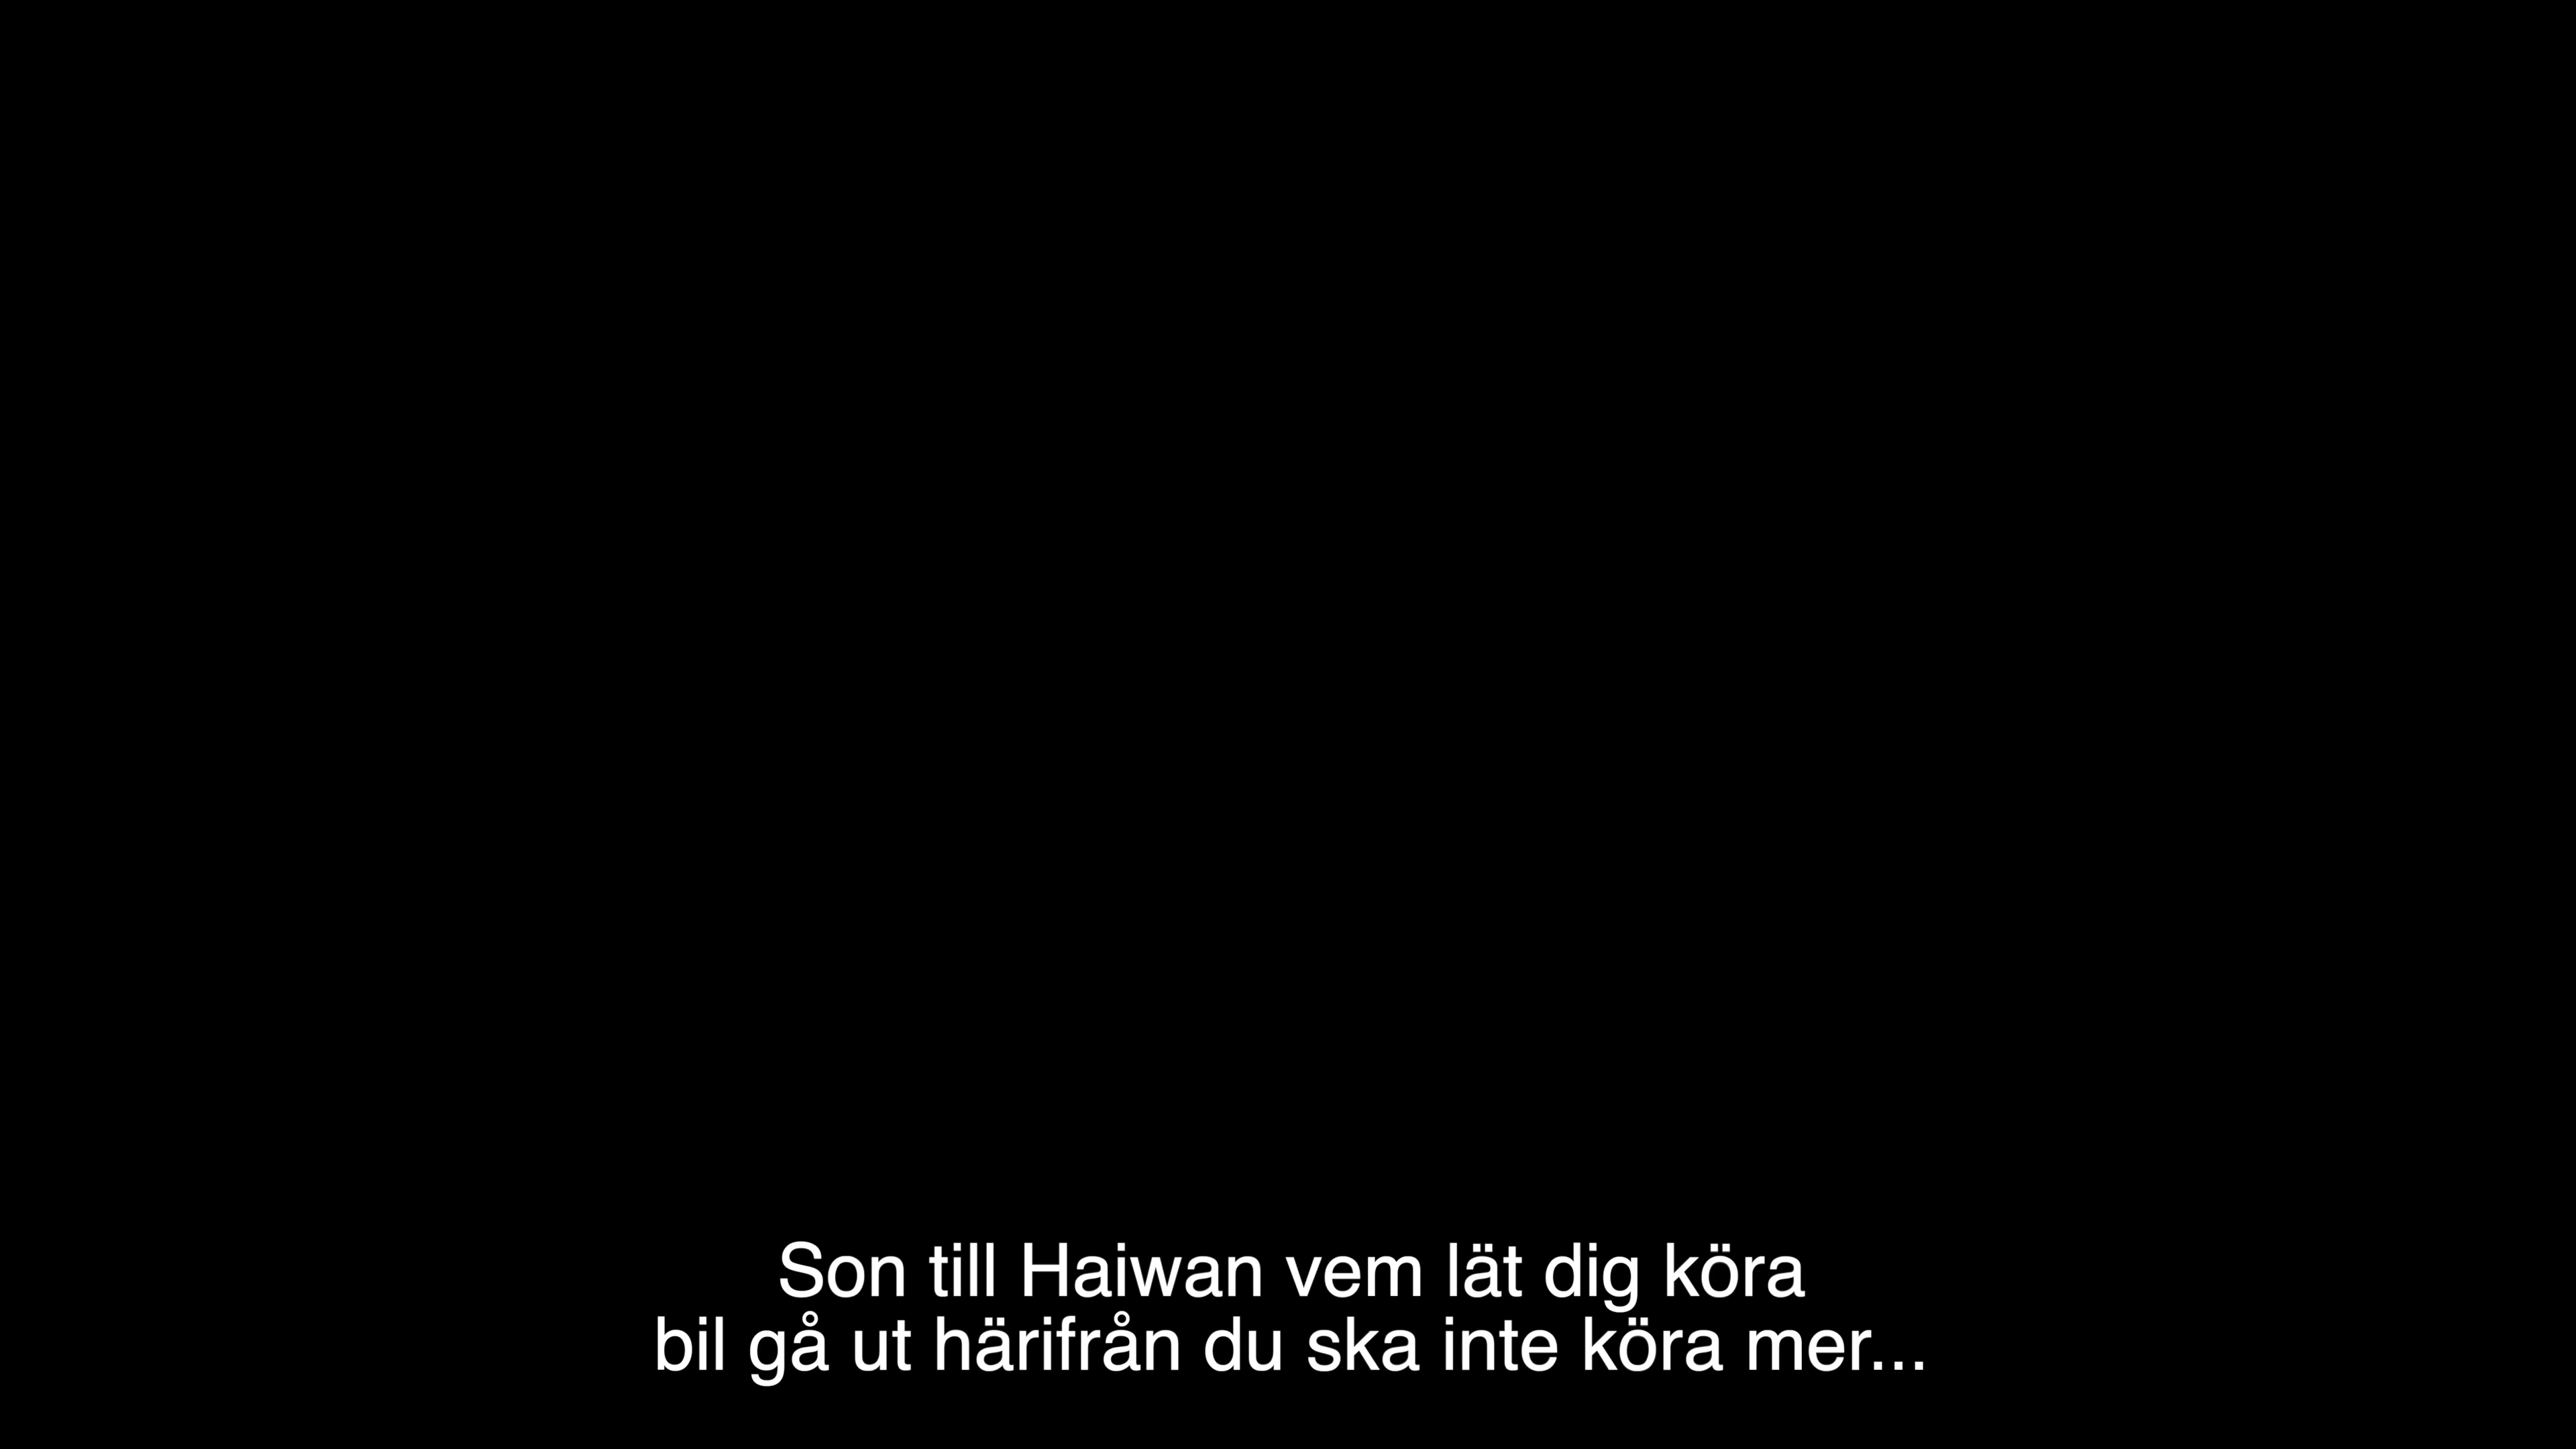 Son till Haiwan vem lät dig köra
bil gå ut härifrån du ska inte köra mer...